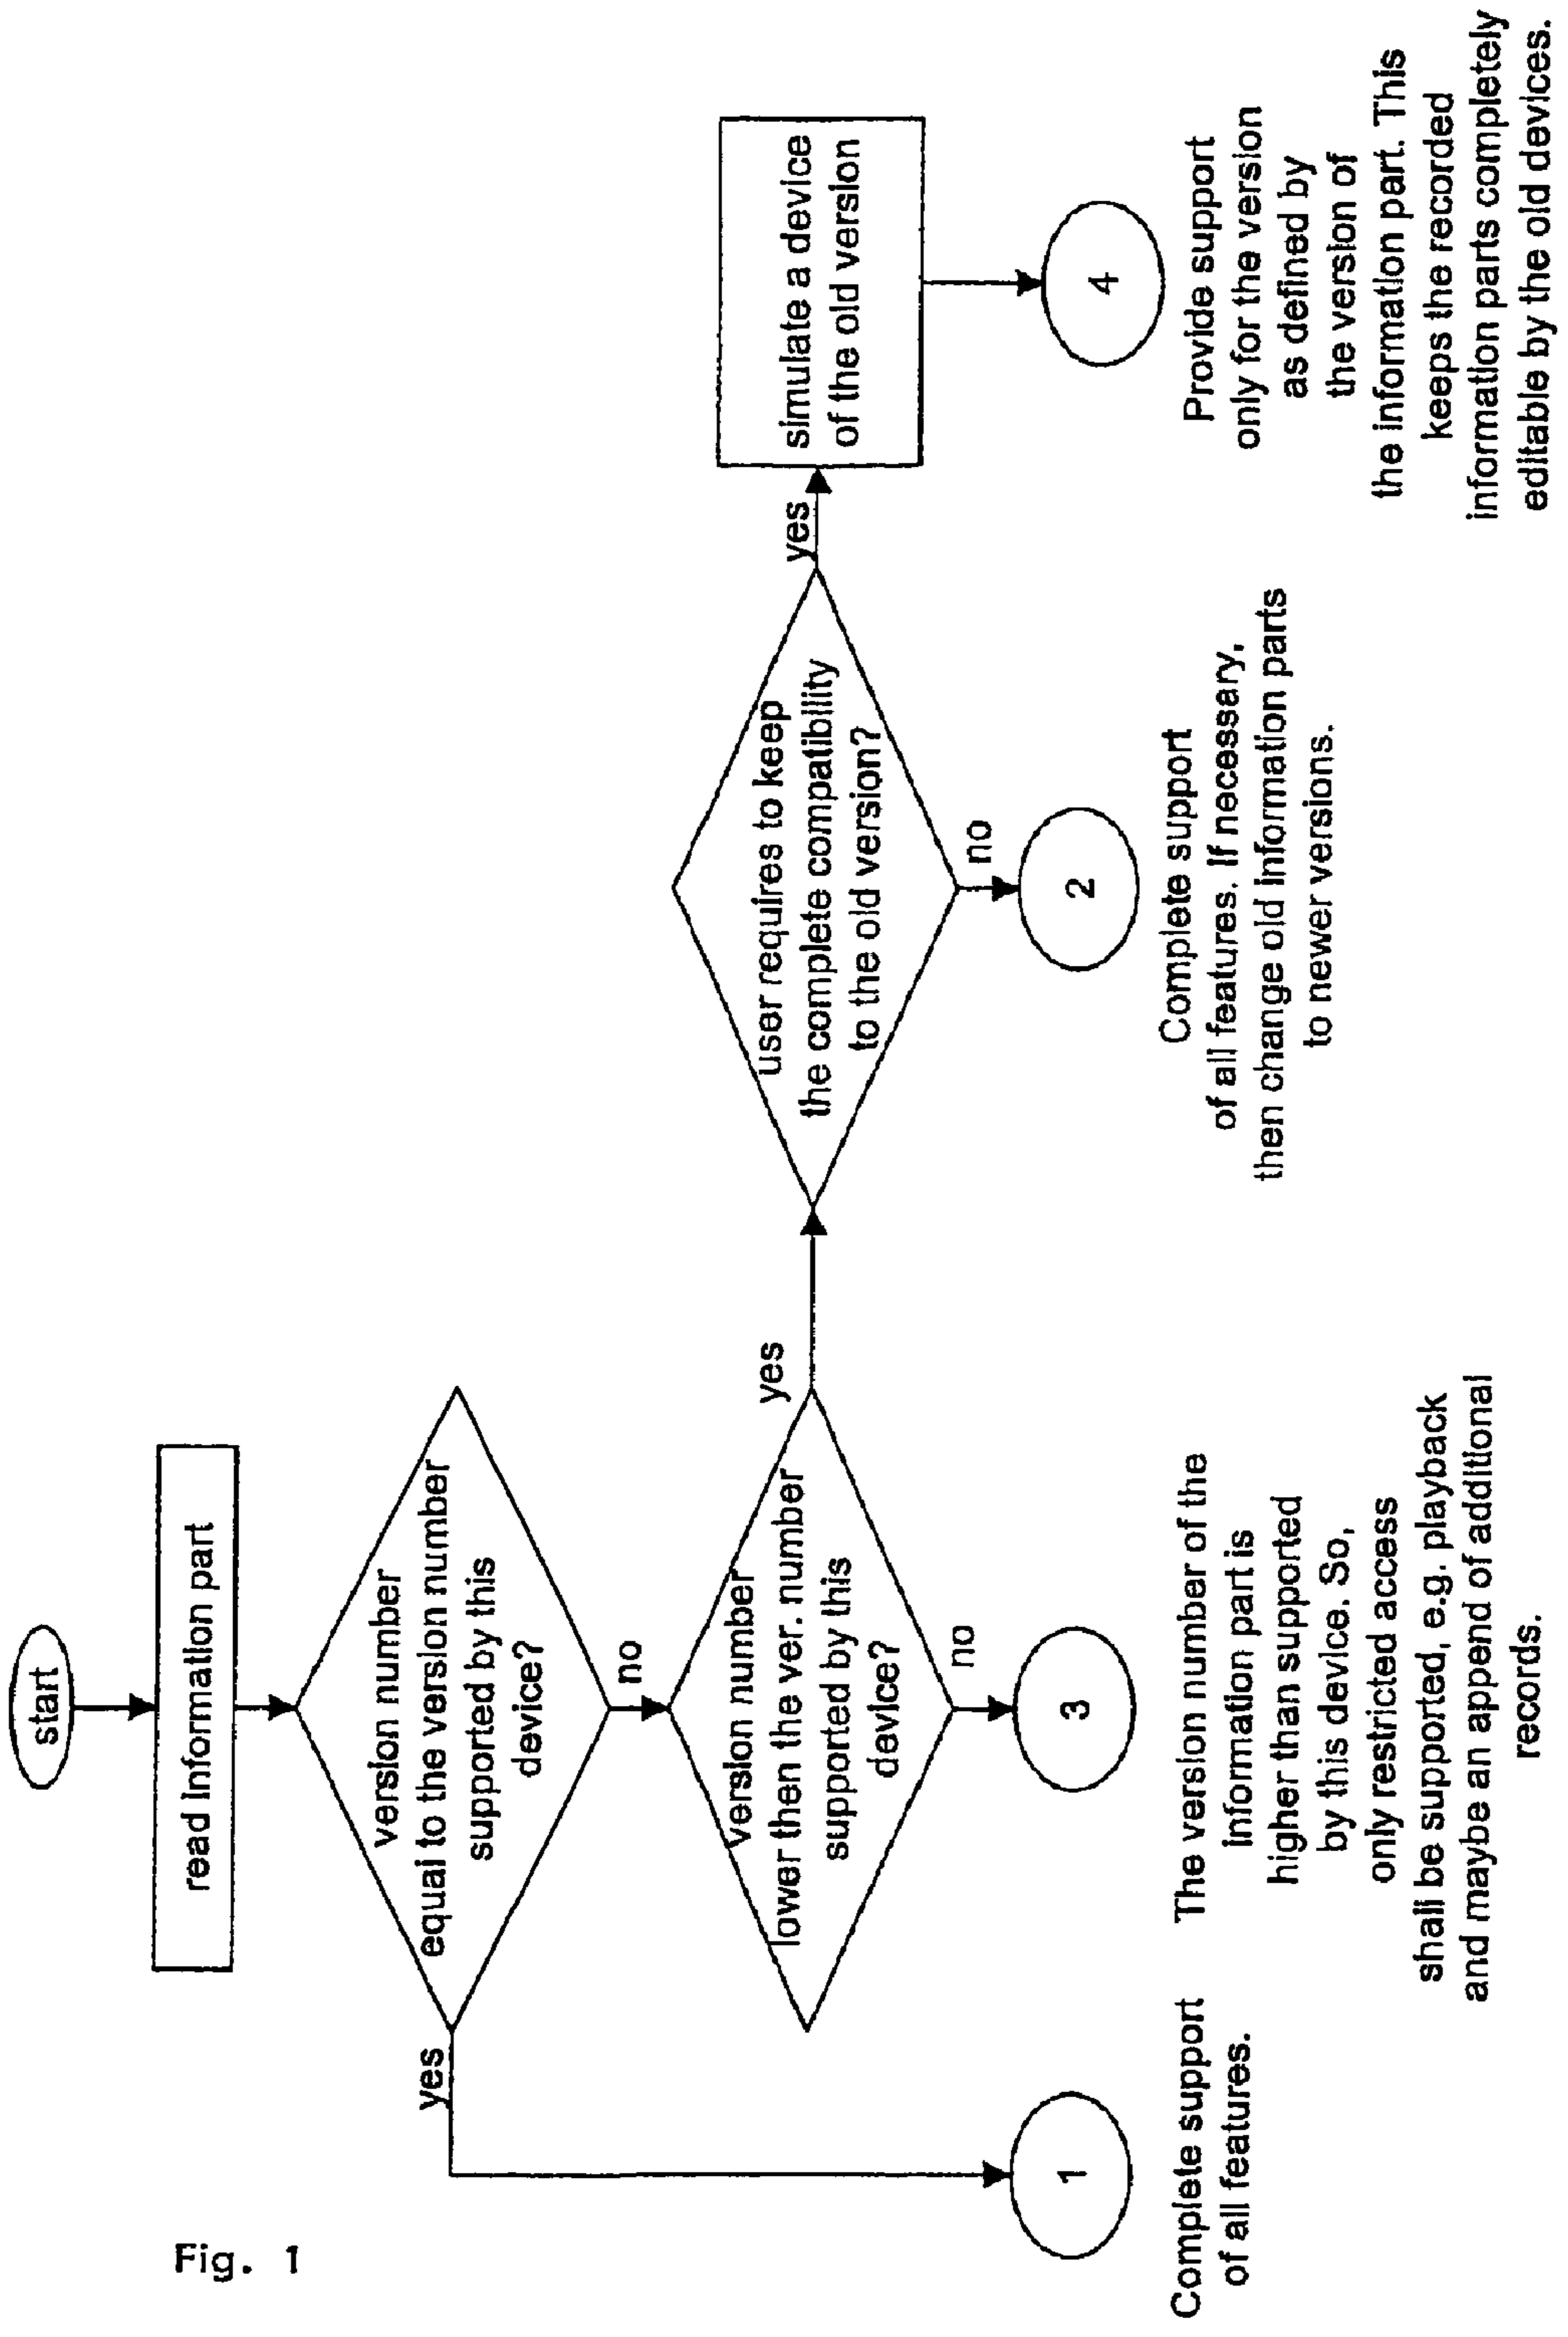 start
read Information part
version number
equal to the version number
supported by this
device?
yes
no
version number
lower then the ver. number
supported by this
device?
yes
no
user requires to keep
the complete compatibility
to the old version?
yes
no
simulate a device
of the old version
1
Complete support
of all features.
3
The version number of the
Information part is
higher than supported
by this device. So,
only restricted access
shall be supported, e.g. playback
and maybe an append of additional
records.
2
Complete support
of all features. If necessary,
then change old information parts
to newer versions.
4
Provide support
only for the version
as defined by
the version of
the information part. This
keeps the recorded
information parts completely
editable by the old devices.
Fig. 1